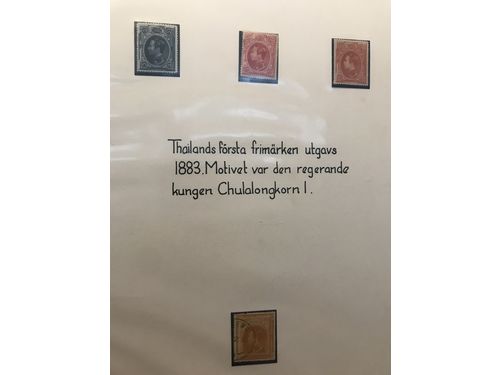 Thailands första frimärken utgavs
1883. Motivet var den regerande
kungen Chulalongkorn I.